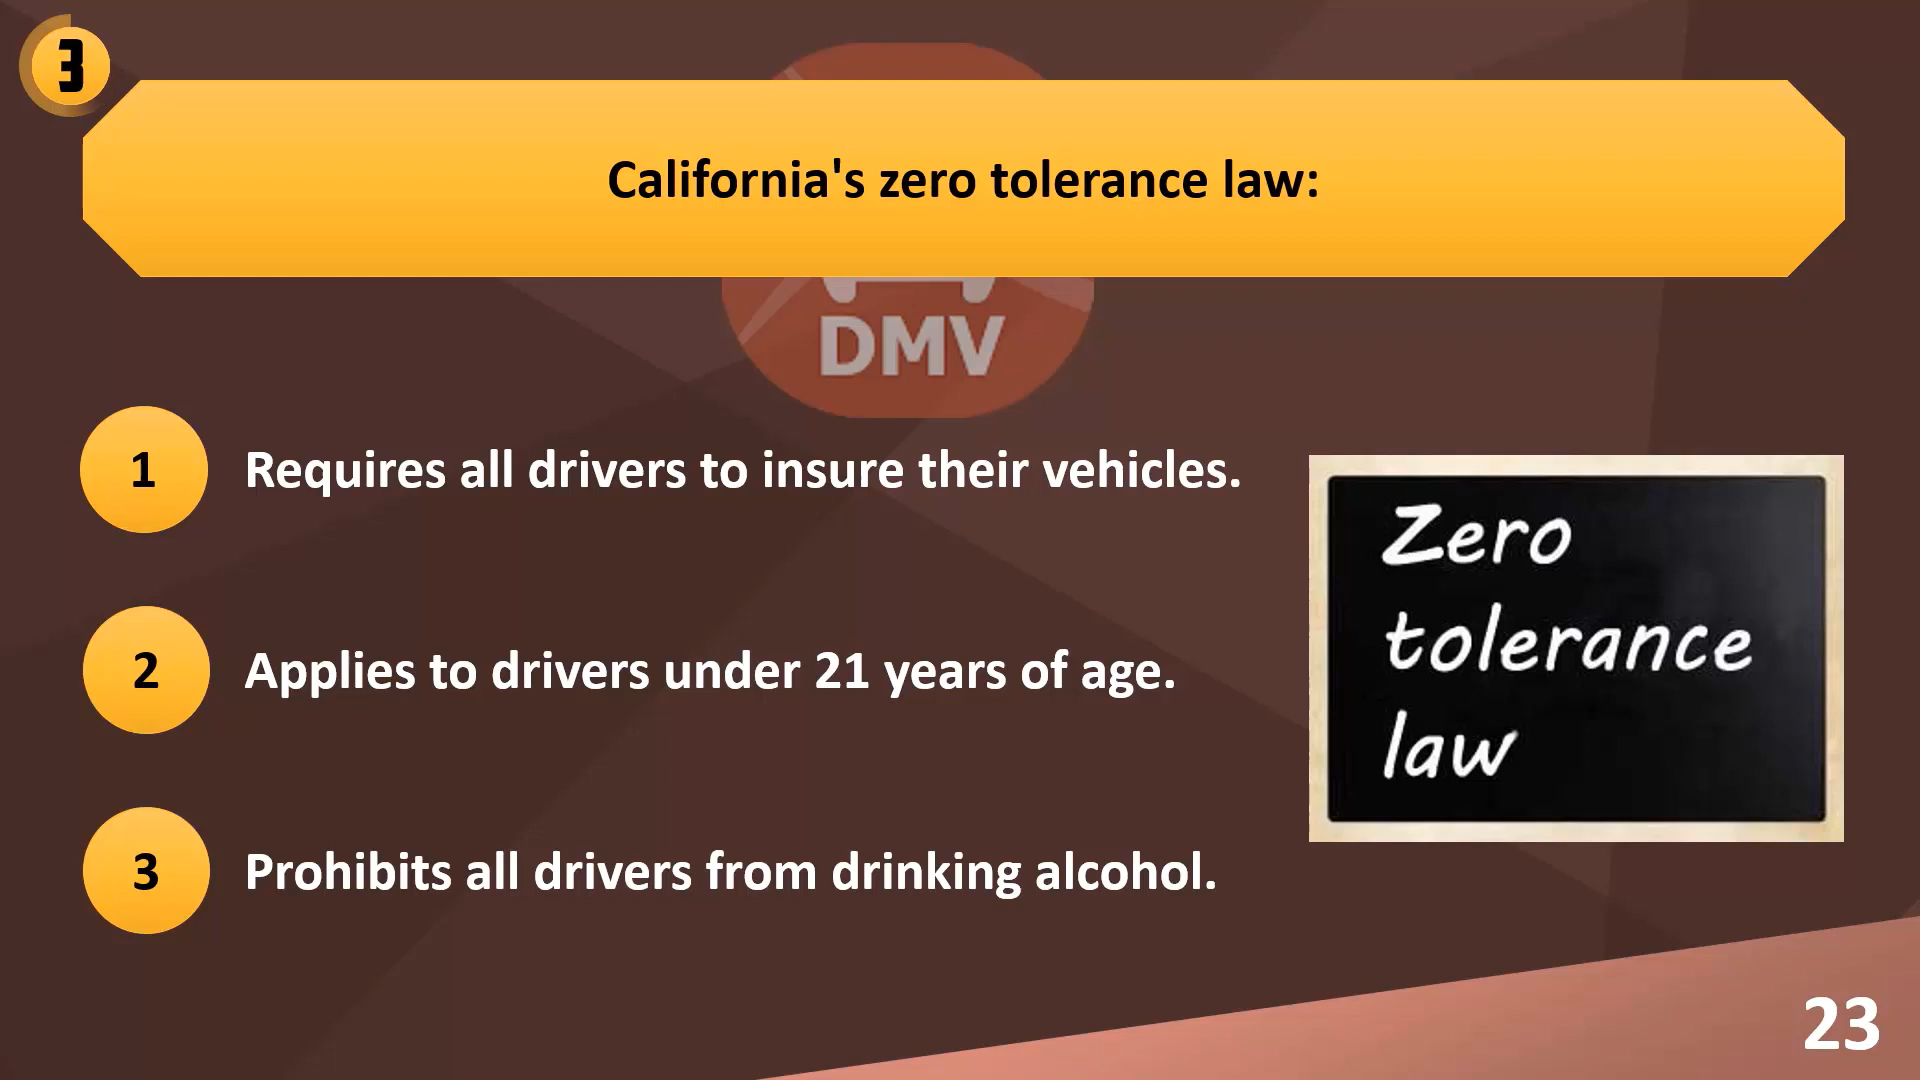 3
California's zero tolerance law:
DMV
1 Requires all drivers to insure their vehicles.
2 Applies to drivers under 21 years of age.
3 Prohibits all drivers from drinking alcohol.
Zero
tolerance
law
23